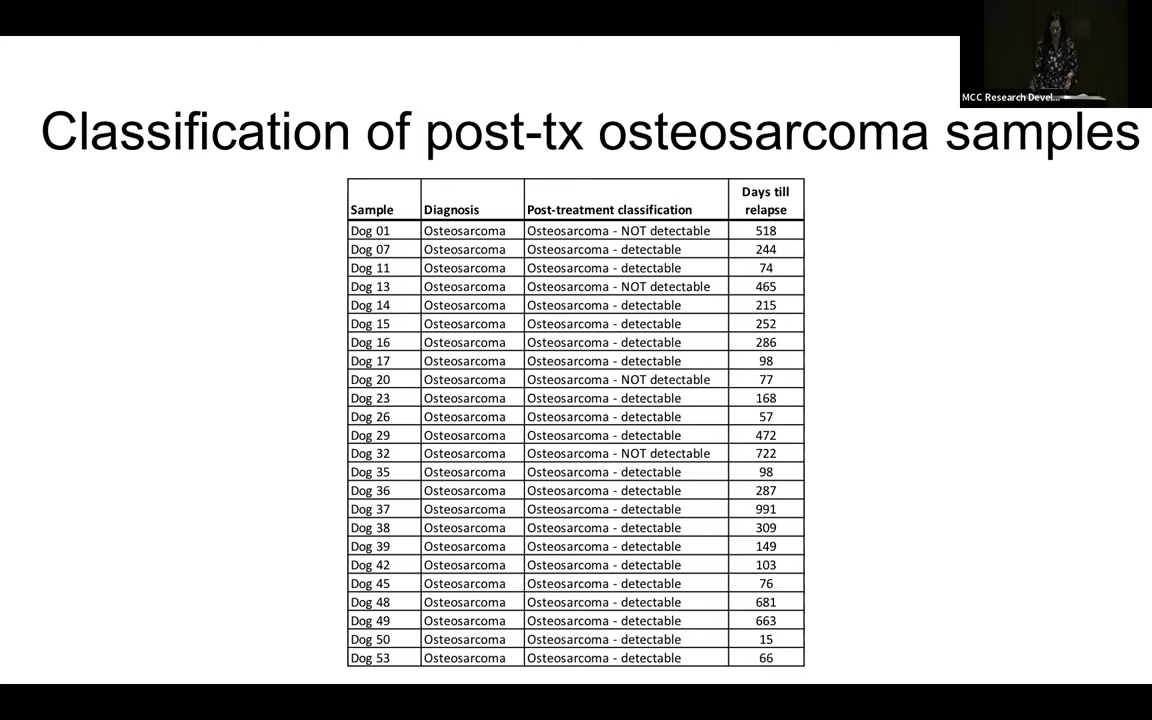 MCC Research Devel...
Classification of post-tx osteosarcoma samples
Sample Diagnosis Post-treatment classification Days till relapse
Dog 01 Osteosarcoma Osteosarcoma - NOT detectable 518
Dog 07 Osteosarcoma Osteosarcoma - detectable 244
Dog 11 Osteosarcoma Osteosarcoma - detectable 74
Dog 13 Osteosarcoma Osteosarcoma - NOT detectable 465
Dog 14 Osteosarcoma Osteosarcoma - detectable 215
Dog 15 Osteosarcoma Osteosarcoma - detectable 252
Dog 16 Osteosarcoma Osteosarcoma - detectable 286
Dog 17 Osteosarcoma Osteosarcoma - detectable 98
Dog 20 Osteosarcoma Osteosarcoma - NOT detectable 77
Dog 23 Osteosarcoma Osteosarcoma - detectable 168
Dog 26 Osteosarcoma Osteosarcoma - detectable 57
Dog 29 Osteosarcoma Osteosarcoma - detectable 472
Dog 32 Osteosarcoma Osteosarcoma - NOT detectable 722
Dog 35 Osteosarcoma Osteosarcoma - detectable 98
Dog 36 Osteosarcoma Osteosarcoma - detectable 287
Dog 37 Osteosarcoma Osteosarcoma - detectable 991
Dog 38 Osteosarcoma Osteosarcoma - detectable 309
Dog 39 Osteosarcoma Osteosarcoma - detectable 149
Dog 42 Osteosarcoma Osteosarcoma - detectable 103
Dog 45 Osteosarcoma Osteosarcoma - detectable 76
Dog 48 Osteosarcoma Osteosarcoma - detectable 681
Dog 49 Osteosarcoma Osteosarcoma - detectable 663
Dog 50 Osteosarcoma Osteosarcoma - detectable 15
Dog 53 Osteosarcoma Osteosarcoma - detectable 66